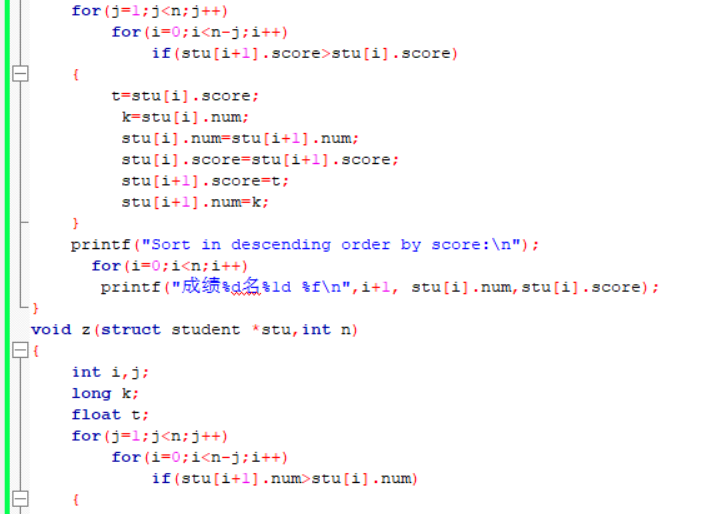 for(j=1;j<n;j++)
for(i=0;i<n-j;i++)
if(stu[i+1].score>stu[i].score)
{
t=stu[i].score;
k=stu[i].num;
stu[i].num=stu[i+1].num;
stu[i].score=stu[i+1].score;
stu[i+1].score=t;
stu[i+1].num=k;
}
printf("Sort in descending order by score:\n");
for(i=0;i<n;i++)
printf("成绩%d名%ld %f\n",i+1, stu[i].num,stu[i].score);
}
void z(struct student *stu,int n)
{
int i,j;
long k;
float t;
for(j=1;j<n;j++)
for(i=0;i<n-j;i++)
if(stu[i+1].num>stu[i].num)
{